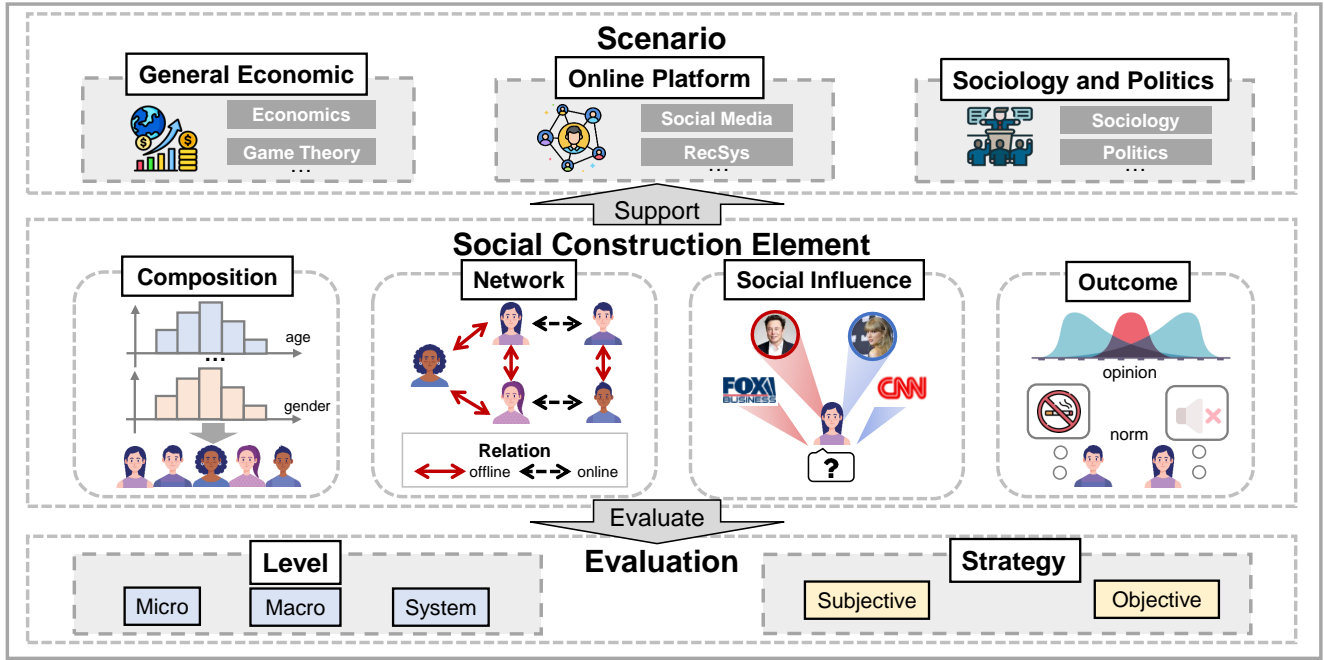 Scenario
General Economic
Economics
Game Theory
...
Online Platform
Social Media
RecSys
...
Sociology and Politics
Sociology
Politics
...
Support
Social Construction Element
Composition
age
...
gender
Network
Relation
offline
online
Social Influence
$
$
FOX
BUSINESS
CNN
?
Outcome
opinion
norm
Evaluate
Evaluation
Level
Micro
Macro
System
Strategy
Subjective
Objective